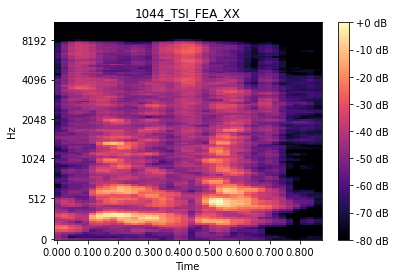 1044_TSI_FEA_XX
Hz
8192
4096
2048
1024
512
0
0.000 0.100 0.200 0.300 0.400 0.500 0.600 0.700 0.800
Time
+0 dB
-10 dB
-20 dB
-30 dB
-40 dB
-50 dB
-60 dB
-70 dB
-80 dB